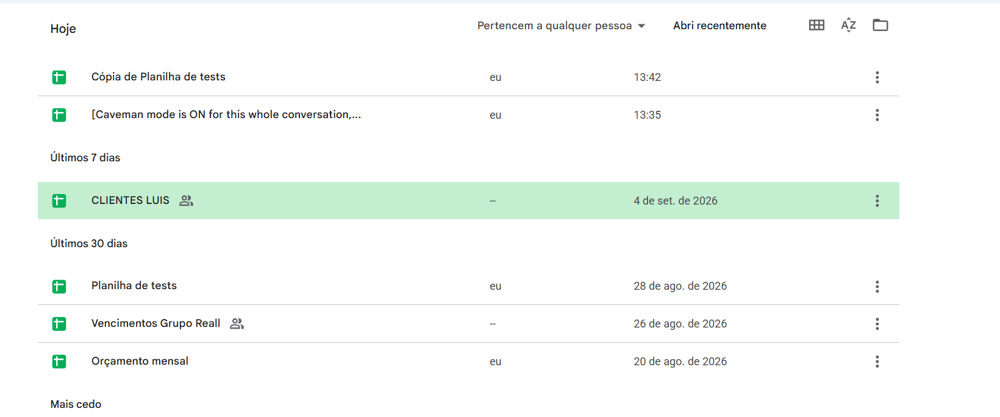 Hoje
Pertencem a qualquer pessoa
Abri recentemente
AZ
Cópia de Planilha de tests eu 13:42
[Caveman mode is ON for this whole conversation,... eu 13:35
Últimos 7 dias
CLIENTES LUIS -- 4 de set. de 2026
Últimos 30 dias
Planilha de tests eu 28 de ago. de 2026
Vencimentos Grupo Reall -- 26 de ago. de 2026
Orçamento mensal eu 20 de ago. de 2026
Mais cedo